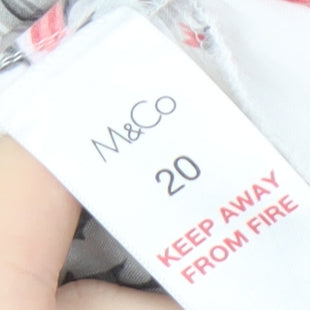 M&Co
20
KEEP AWAY
FROM FIRE